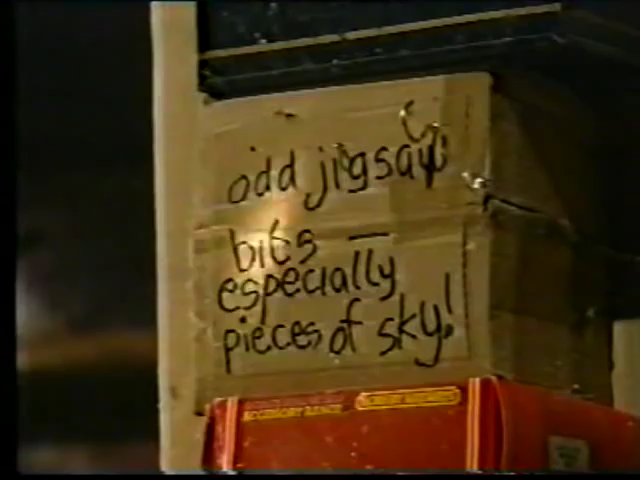 odd jigsaw
bits —
especially
pieces of sky!